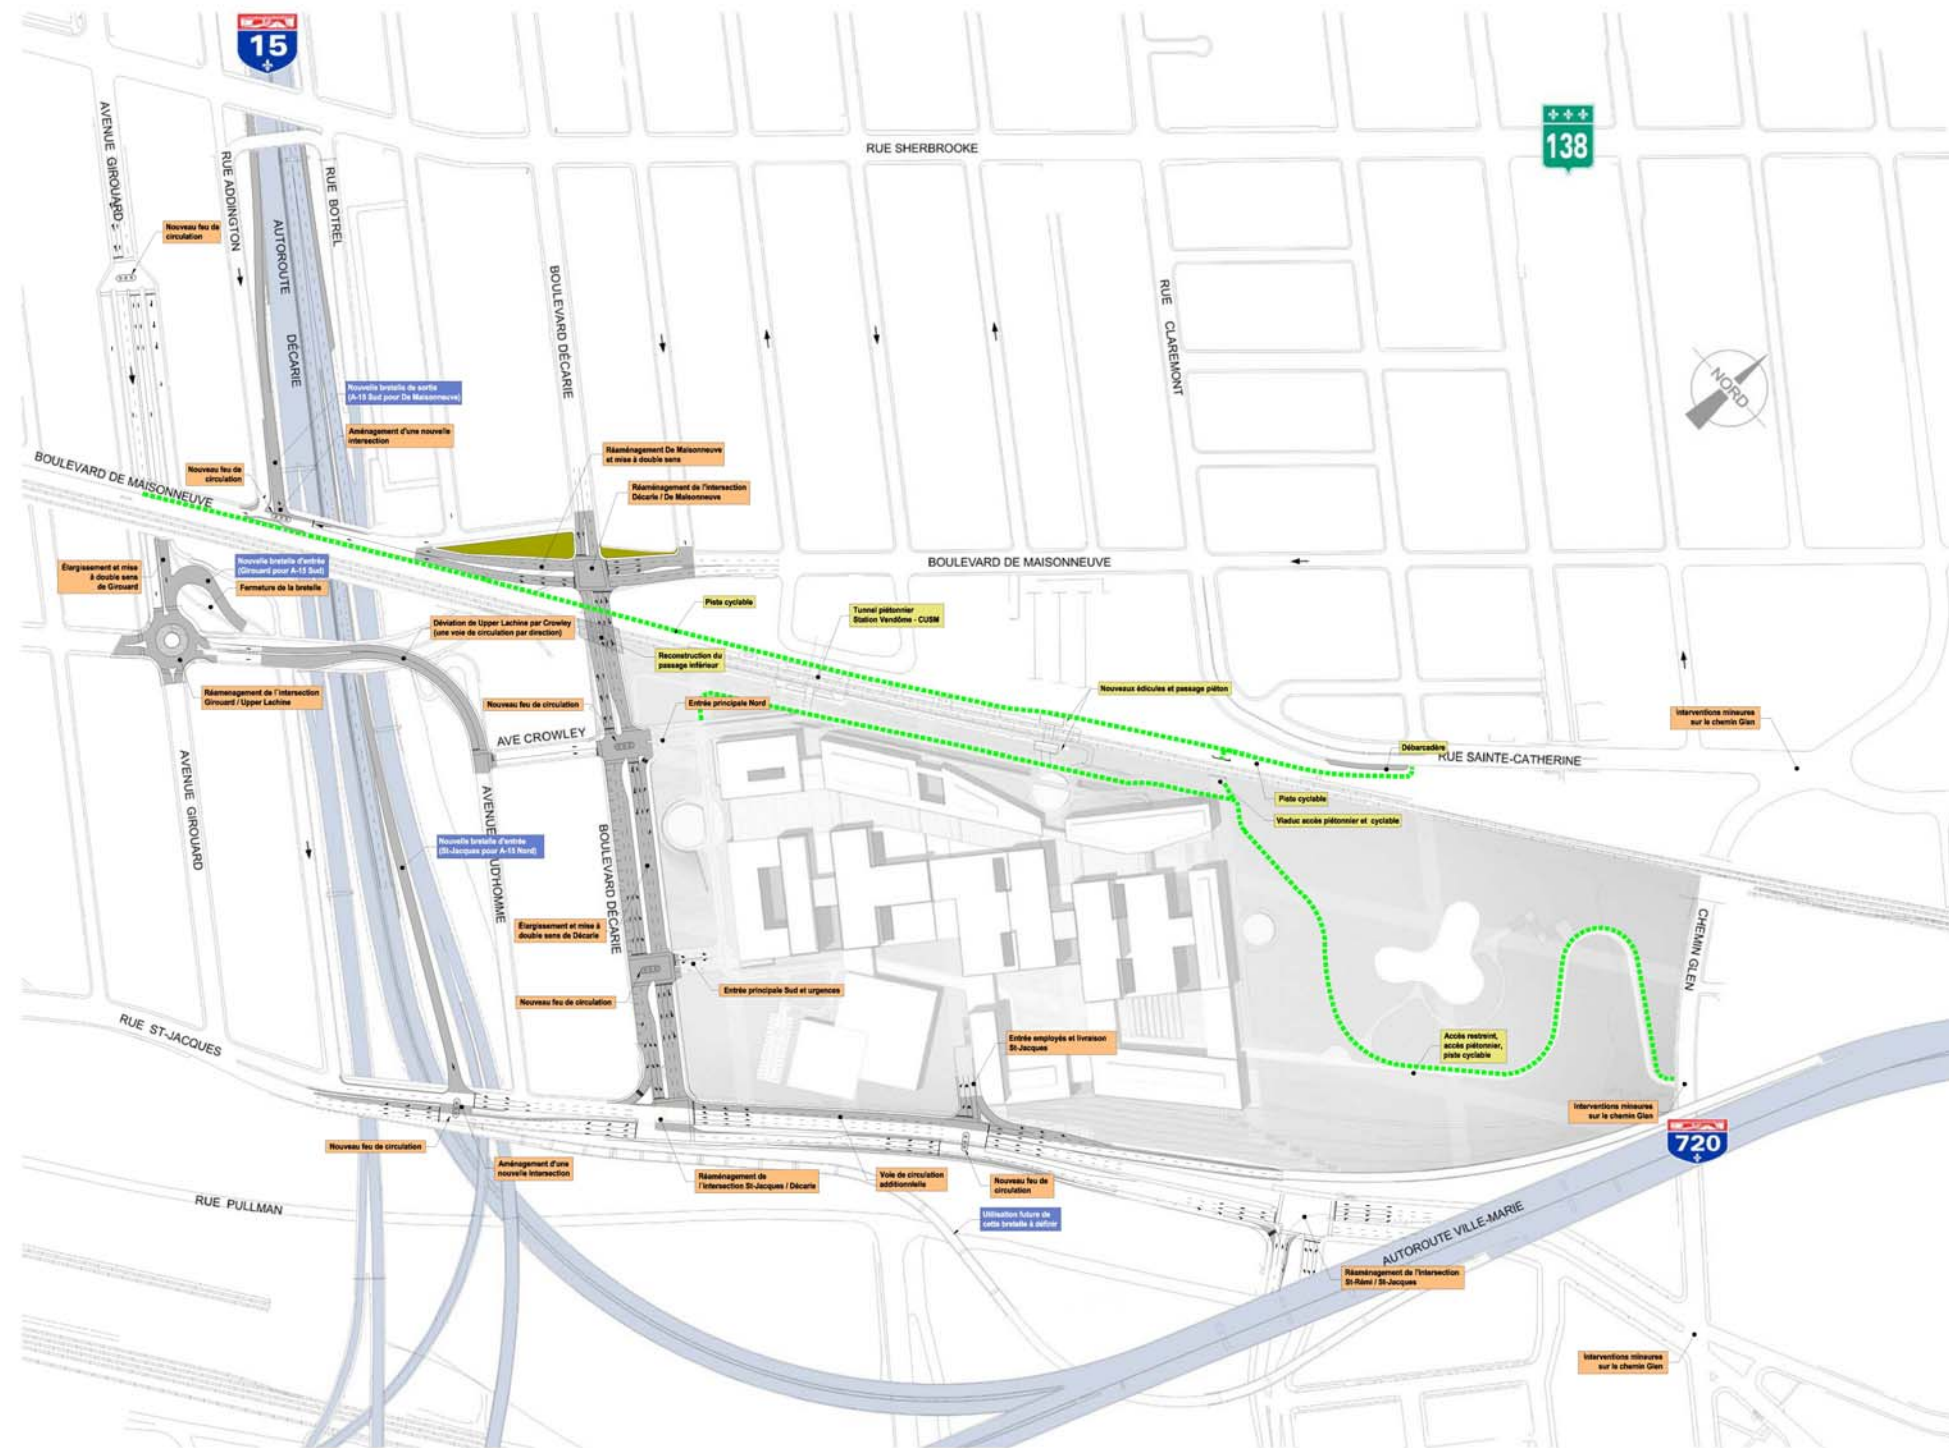 15
138
AVENUE GIROUARD
RUE ADDINGTON
AUTOROUTE
DÉCARIE
RUE BOTREL
RUE SHERBROOKE
Nouveau feu de
circulation
BOULEVARD DÉCARIE
RUE CLAREMONT
NORD
Nouvelle bretelle de sortie
(A-15 Sud pour De Maisonneuve)
Aménagement d'une nouvelle
intersection
Réaménagement De Maisonneuve
et mise à double sens
BOULEVARD DE MAISONNEUVE
Nouveau feu de
circulation
Réaménagement de l'intersection
Décarie / De Maisonneuve
Élargissement et mise
à double sens
de Girouard
Nouvelle bretelle d'entrée
(Girouard pour A-15 Sud)
Fermeture de la bretelle
BOULEVARD DE MAISONNEUVE
Piste cyclable
Tunnel piétonnier
Station Vendôme - CUSM
Déviation de Upper Lachine par Crowley
(une voie de circulation par direction)
Reconstruction du
passage inférieur
Réamenagement de l'intersection
Girouard / Upper Lachine
Nouveau feu de circulation
Entrée principale Nord
Nouveaux édicules et passage piéton
Interventions mineures
sur le chemin Glen
AVE CROWLEY
Débarcadère
RUE SAINTE-CATHERINE
AVENUE GIROUARD
AVENUE
UD'HOMME
Piste cyclable
Viaduc accès piétonnier et cyclable
Nouvelle bretelle d'entrée
(St-Jacques pour A-15 Nord)
BOULEVARD DÉCARIE
Élargissement et mise à
double sens de Décarie
CHEMIN GLEN
Nouveau feu de circulation
Entrée principale Sud et urgences
RUE ST-JACQUES
Entrée employés et livraison
St-Jacques
Accès restreint,
accès piétonnier,
piste cyclable
Interventions mineures
sur le chemin Glen
720
Nouveau feu de circulation
Aménagement d'une
nouvelle intersection
Réaménagement de
l'intersection St-Jacques / Décarie
Voie de circulation
additionnelle
Nouveau feu de
circulation
RUE PULLMAN
Utilisation future de
cette bretelle à définir
AUTOROUTE VILLE-MARIE
Réaménagement de l'intersection
St-Rémi / St-Jacques
Interventions mineures
sur le chemin Glen